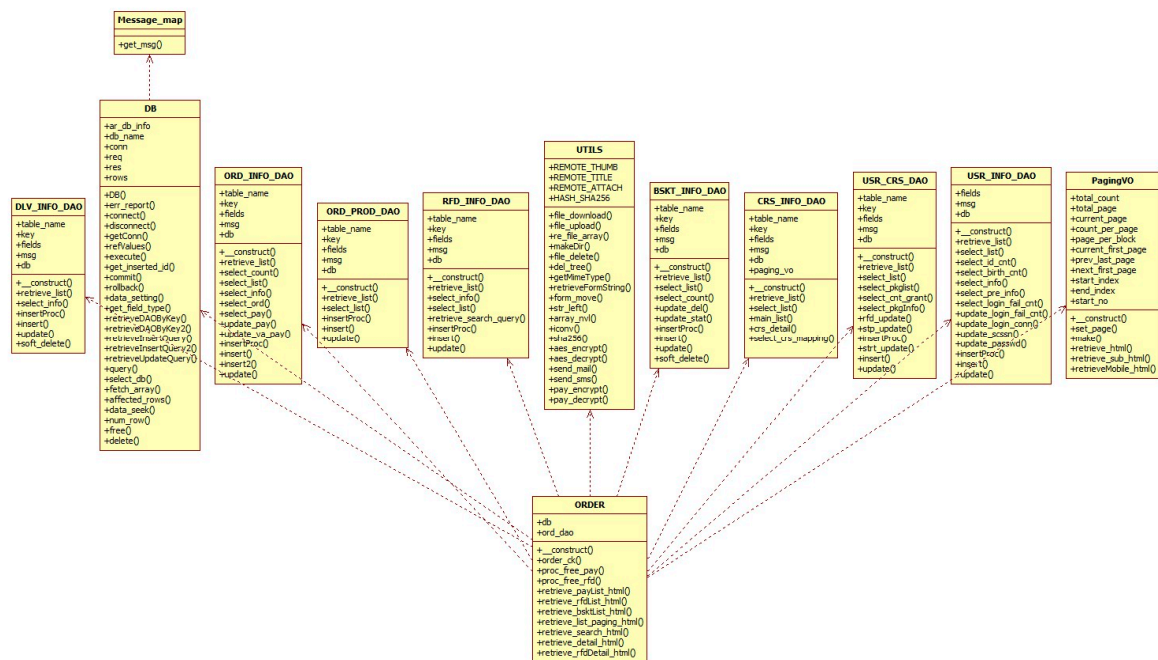 Message_map
+get_msg()
DB
+ar_db_info
+db_name
+conn
+req
+res
+rows
+DB()
+err_report()
+connect()
+disconnect()
+getConn()
+refValues()
+execute()
+get_inserted_id()
+commit()
+rollback()
+data_setting()
+get_field_type()
+retrieveDAOByKey()
+retrieveDAOByKey2()
+retrieveInsertQuery()
+retrieveInsertQuery2()
+retrieveUpdateQuery()
+query()
+select_db()
+fetch_array()
+affected_rows()
+data_seek()
+num_row()
+free()
+delete()
DLV_INFO_DAO
+table_name
+key
+fields
+msg
+db
+__construct()
+retrieve_list()
+select_info()
+insertProc()
+insert()
+update()
+soft_delete()
ORD_INFO_DAO
+table_name
+key
+fields
+msg
+db
+__construct()
+retrieve_list()
+select_count()
+select_list()
+select_info()
+select_ord()
+select_pay()
+update_pay()
+update_va_pay()
+insertProc()
+insert()
+insert2()
+update()
ORD_PROD_DAO
+table_name
+key
+fields
+msg
+db
+__construct()
+retrieve_list()
+select_list()
+insertProc()
+insert()
+update()
RFD_INFO_DAO
+table_name
+key
+fields
+msg
+db
+__construct()
+retrieve_list()
+select_info()
+select_list()
+retrieve_search_query()
+insertProc()
+insert()
+update()
UTILS
+REMOTE_THUMB
+REMOTE_TITLE
+REMOTE_ATTACH
+HASH_SHA256
+file_download()
+file_upload()
+re_file_array()
+makeDir()
+file_delete()
+del_tree()
+getMimeType()
+retrieveFormString()
+form_move()
+str_left()
+array_nvl()
+iconv()
+sha256()
+aes_encrypt()
+aes_decrypt()
+send_mail()
+send_sms()
+pay_encrypt()
+pay_decrypt()
BSKT_INFO_DAO
+table_name
+key
+fields
+msg
+db
+__construct()
+retrieve_list()
+select_list()
+select_count()
+update_del()
+update_stat()
+insertProc()
+insert()
+update()
+soft_delete()
CRS_INFO_DAO
+table_name
+key
+fields
+msg
+db
+paging_vo
+__construct()
+retrieve_list()
+select_list()
+main_list()
+crs_detail()
+select_crs_mapping()
USR_CRS_DAO
+table_name
+key
+fields
+msg
+db
+__construct()
+retrieve_list()
+select_list()
+select_pkglist()
+select_cnt_grant()
+select_pkgInfo()
+rfd_update()
+stp_update()
+insertProc()
+strt_update()
+insert()
+update()
USR_INFO_DAO
+fields
+msg
+db
+__construct()
+retrieve_list()
+select_list()
+select_id_cnt()
+select_birth_cnt()
+select_info()
+select_pre_info()
+select_login_fail_cnt()
+update_login_fail_cnt()
+update_login_conn()
+update_scssn()
+update_passwd()
+insertProc()
+insert()
+update()
PagingVO
+total_count
+total_page
+current_page
+count_per_page
+page_per_block
+current_first_page
+prev_last_page
+next_first_page
+start_index
+end_index
+start_no
+__construct()
+set_page()
+make()
+retrieve_html()
+retrieve_sub_html()
+retrieveMobile_html()
ORDER
+db
+ord_dao
+__construct()
+order_ck()
+proc_free_pay()
+proc_free_rfd()
+retrieve_payList_html()
+retrieve_rfdList_html()
+retrieve_bsktList_html()
+retrieve_list_paging_html()
+retrieve_search_html()
+retrieve_detail_html()
+retrieve_rfdDetail_html()